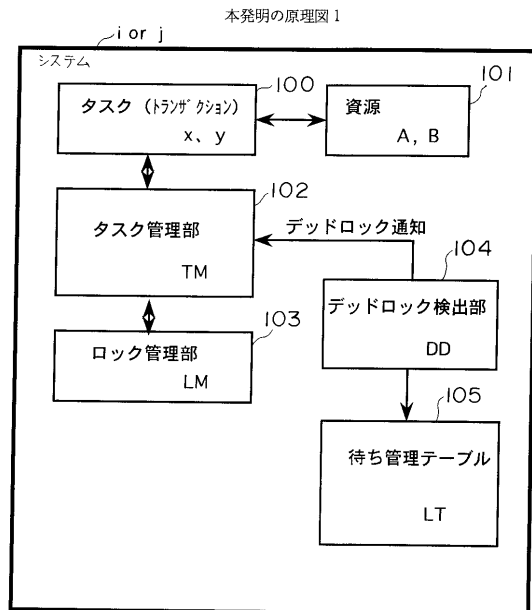 本発明の原理図1
i or j
システム
100
タスク（トランザクション）
x、y
101
資源
A, B
102
タスク管理部
TM
デッドロック通知
104
デッドロック検出部
DD
103
ロック管理部
LM
105
待ち管理テーブル
LT